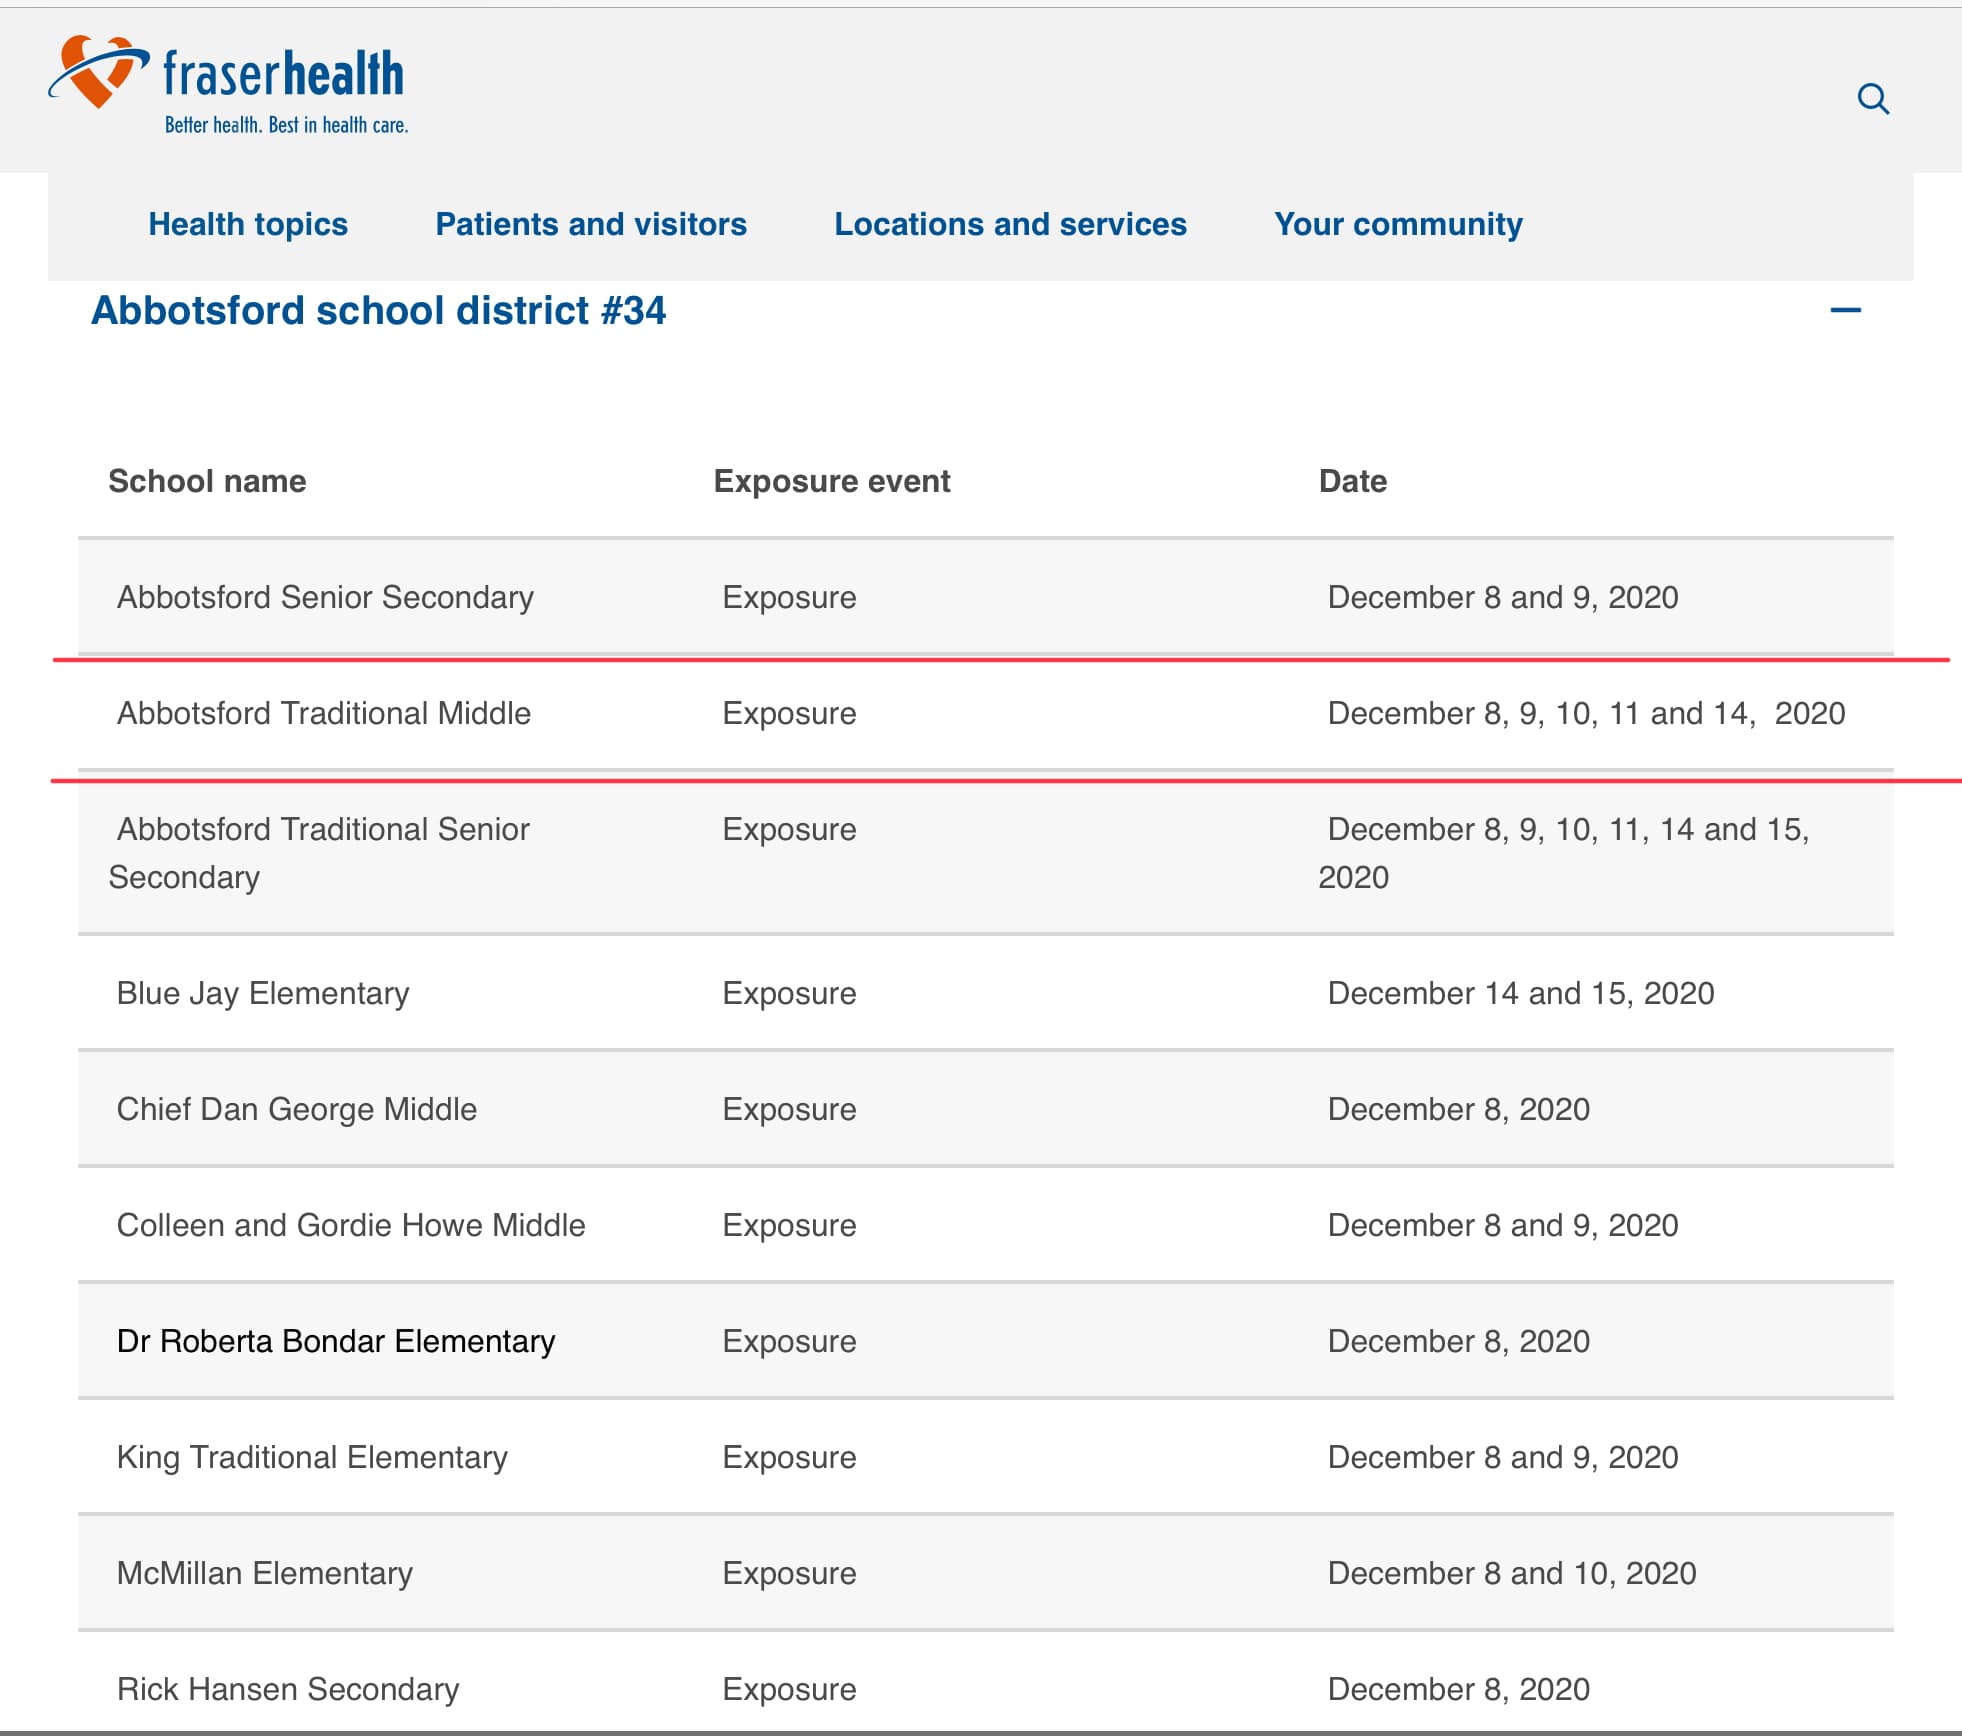 fraserhealth
Better health. Best in health care.
Health topics Patients and visitors Locations and services Your community
Abbotsford school district #34
School name Exposure event Date
Abbotsford Senior Secondary Exposure December 8 and 9, 2020
Abbotsford Traditional Middle Exposure December 8, 9, 10, 11 and 14,  2020
Abbotsford Traditional Senior Exposure December 8, 9, 10, 11, 14 and 15,
Secondary 2020
Blue Jay Elementary Exposure December 14 and 15, 2020
Chief Dan George Middle Exposure December 8, 2020
Colleen and Gordie Howe Middle Exposure December 8 and 9, 2020
Dr Roberta Bondar Elementary Exposure December 8, 2020
King Traditional Elementary Exposure December 8 and 9, 2020
McMillan Elementary Exposure December 8 and 10, 2020
Rick Hansen Secondary Exposure December 8, 2020